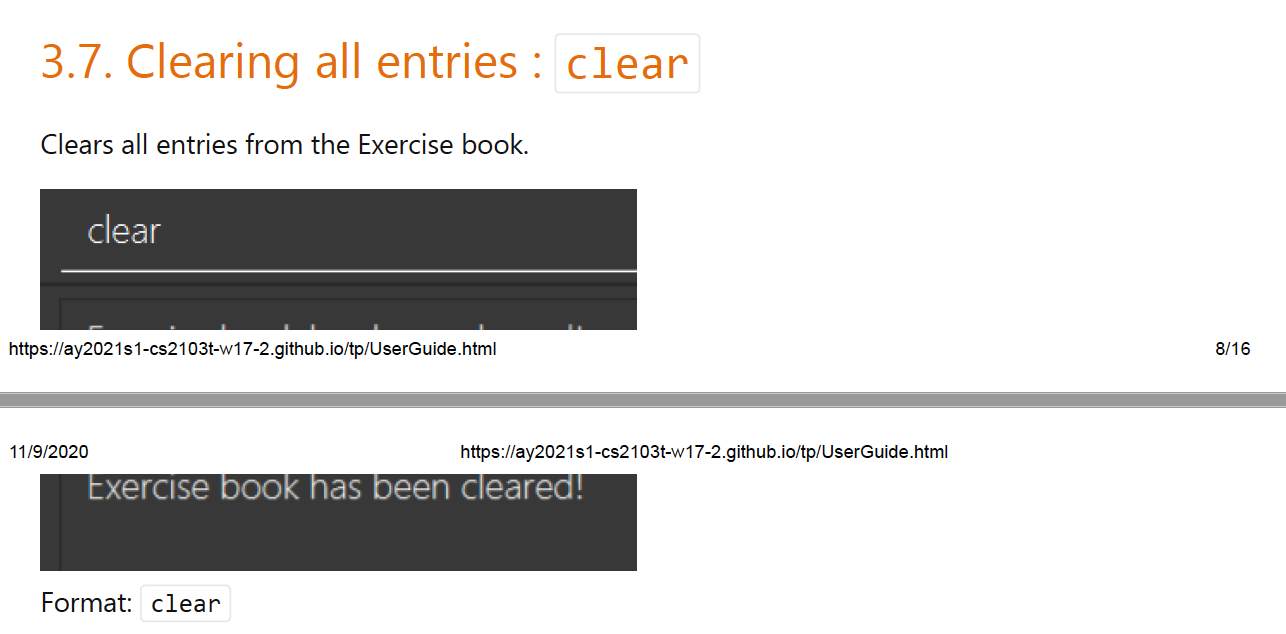 3.7. Clearing all entries : clear
Clears all entries from the Exercise book.
clear
https://ay2021s1-cs2103t-w17-2.github.io/tp/UserGuide.html 8/16
11/9/2020 https://ay2021s1-cs2103t-w17-2.github.io/tp/UserGuide.html
Exercise book has been cleared!
Format: clear